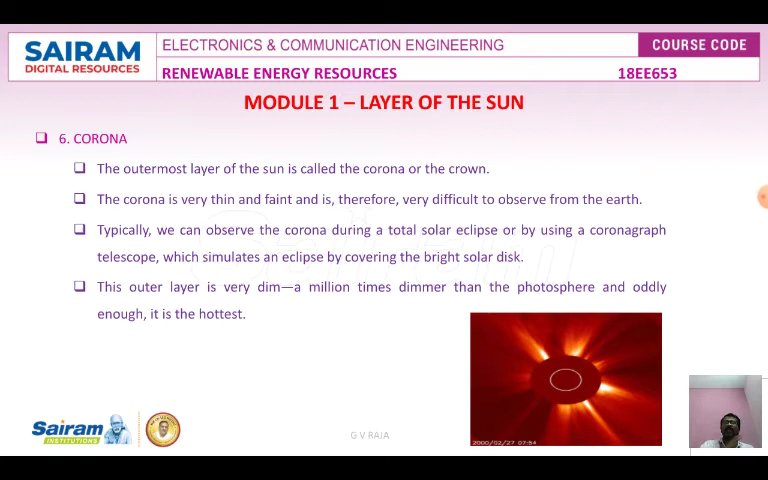 SAIRAM
DIGITAL RESOURCES
ELECTRONICS & COMMUNICATION ENGINEERING
COURSE CODE
RENEWABLE ENERGY RESOURCES
18EE653
MODULE 1 – LAYER OF THE SUN
6. CORONA
The outermost layer of the sun is called the corona or the crown.
The corona is very thin and faint and is, therefore, very difficult to observe from the earth.
Typically, we can observe the corona during a total solar eclipse or by using a coronagraph
telescope, which simulates an eclipse by covering the bright solar disk.
This outer layer is very dim—a million times dimmer than the photosphere and oddly
enough, it is the hottest.
Sairam
INSTITUTIONS
G V RAJA
2000/02/27 07:54